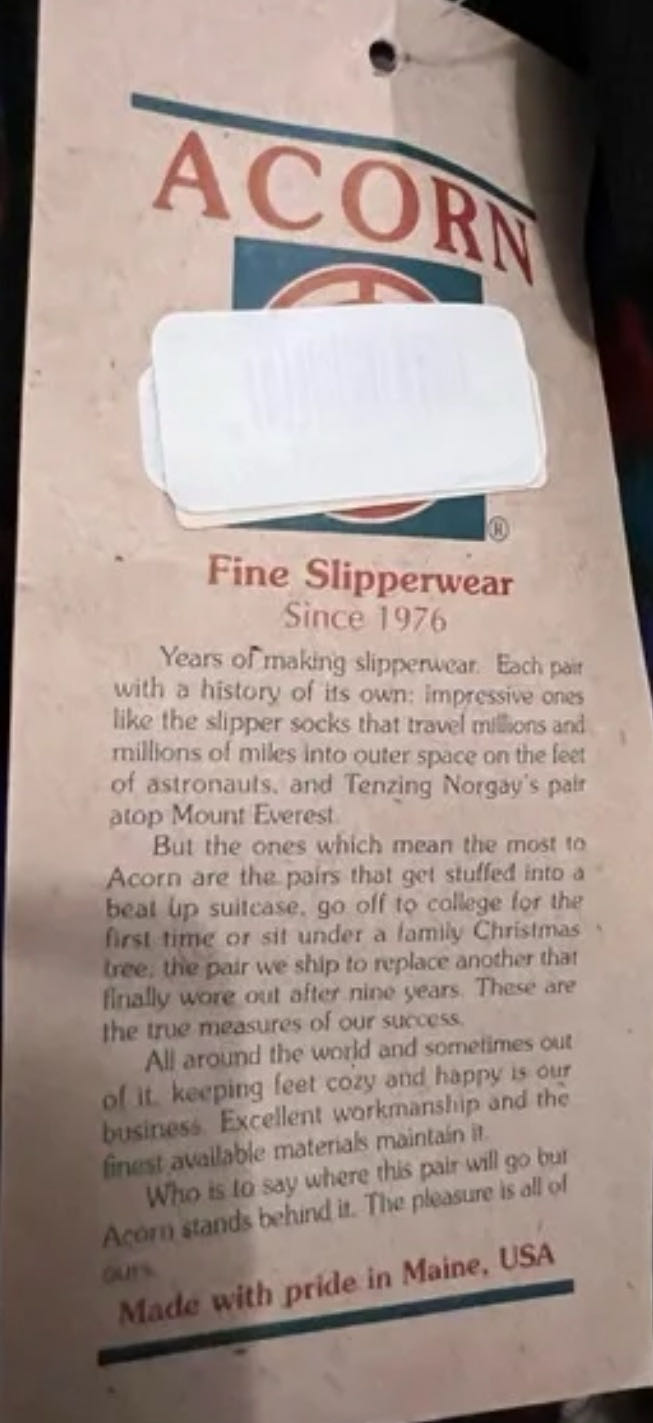 ACORN
®
Fine Slipperwear
Since 1976
Years of making slipperwear. Each pair
with a history of its own: impressive ones
like the slipper socks that travel millions and
millions of miles into outer space on the feet
of astronauts, and Tenzing Norgay's pair
atop Mount Everest.
But the ones which mean the most to
Acorn are the pairs that get stuffed into a
beat up suitcase, go off to college for the
first time or sit under a family Christmas
tree; the pair we ship to replace another that
finally wore out after nine years. These are
the true measures of our success.
All around the world and sometimes out
of it, keeping feet cozy and happy is our
business. Excellent workmanship and the
finest available materials maintain it.
Who is to say where this pair will go but
Acorn stands behind it. The pleasure is all of
ours.
Made with pride in Maine, USA